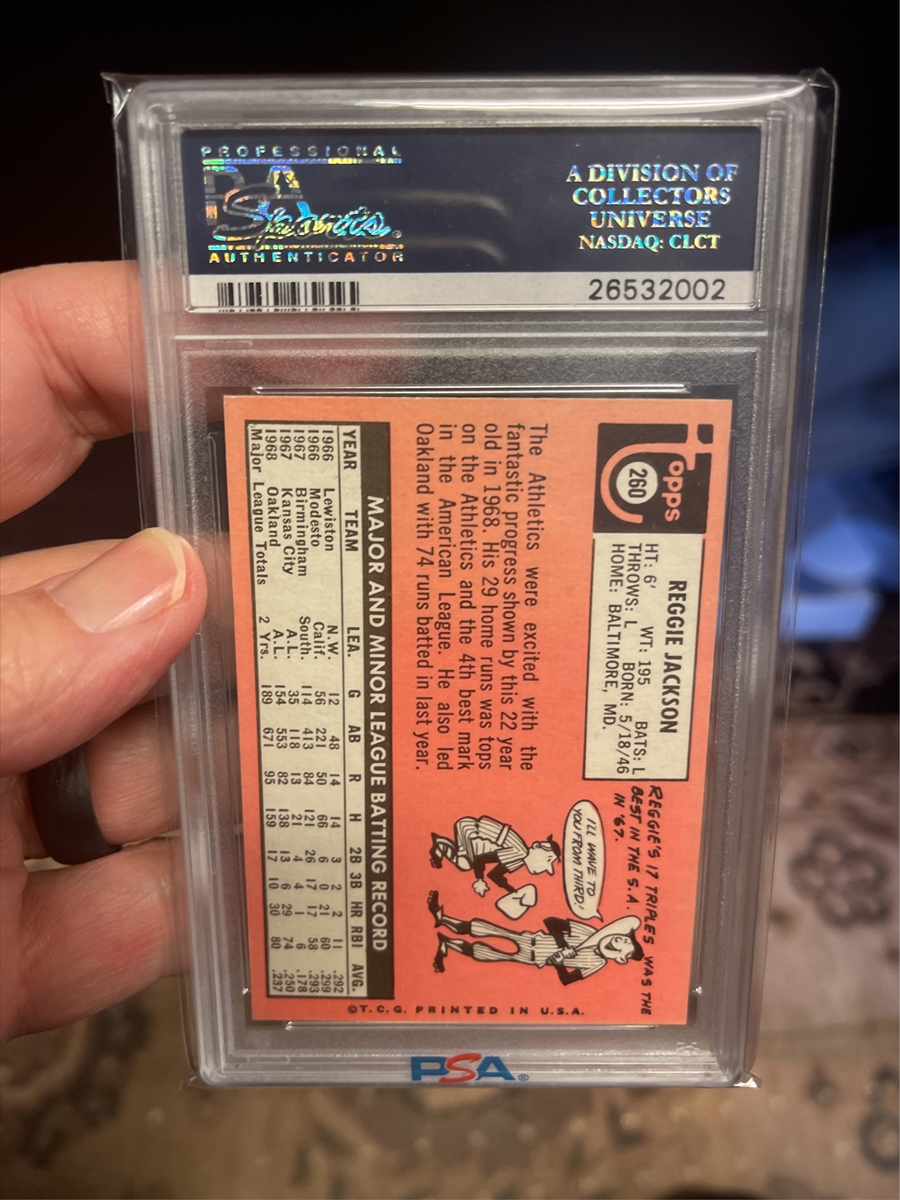 PROFESSIONAL
PSA
Sports
AUTHENTICATOR
A DIVISION OF
COLLECTORS
UNIVERSE
NASDAQ: CLCT
26532002
Topps
260
REGGIE JACKSON
HT: 6' WT: 195 BATS: L
THROWS: L BORN: 5/18/46
HOME: BALTIMORE, MD.
REGGIE'S 17 TRIPLES WAS THE
BEST IN THE S.A.
IN '67.
I'LL WAVE TO
YOU FROM THIRD!
The Athletics were excited with the
fantastic progress shown by this 22 year
old in 1968. His 29 home runs was tops
on the Athletics and the 4th best mark
in the American League. He also led
Oakland with 74 runs batted in last year.
MAJOR AND MINOR LEAGUE BATTING RECORD
YEAR TEAM LEA. G AB R H 2B 3B HR RBI AVG.
1966 Lewiston N.W. 12 48 14 14 3 2 2 11 .292
1966 Modesto Calif. 56 221 50 66 6 0 21 60 .299
1967 Birmingham South. 114 413 84 121 26 17 17 58 .293
1967 Kansas City A.L. 35 118 13 21 4 4 1 6 .178
1968 Oakland A.L. 154 553 82 138 13 6 29 74 .250
Major League Totals 2 Yrs. 189 671 95 159 17 10 30 80 .237
©T.C.G. PRINTED IN U.S.A.
PSA®